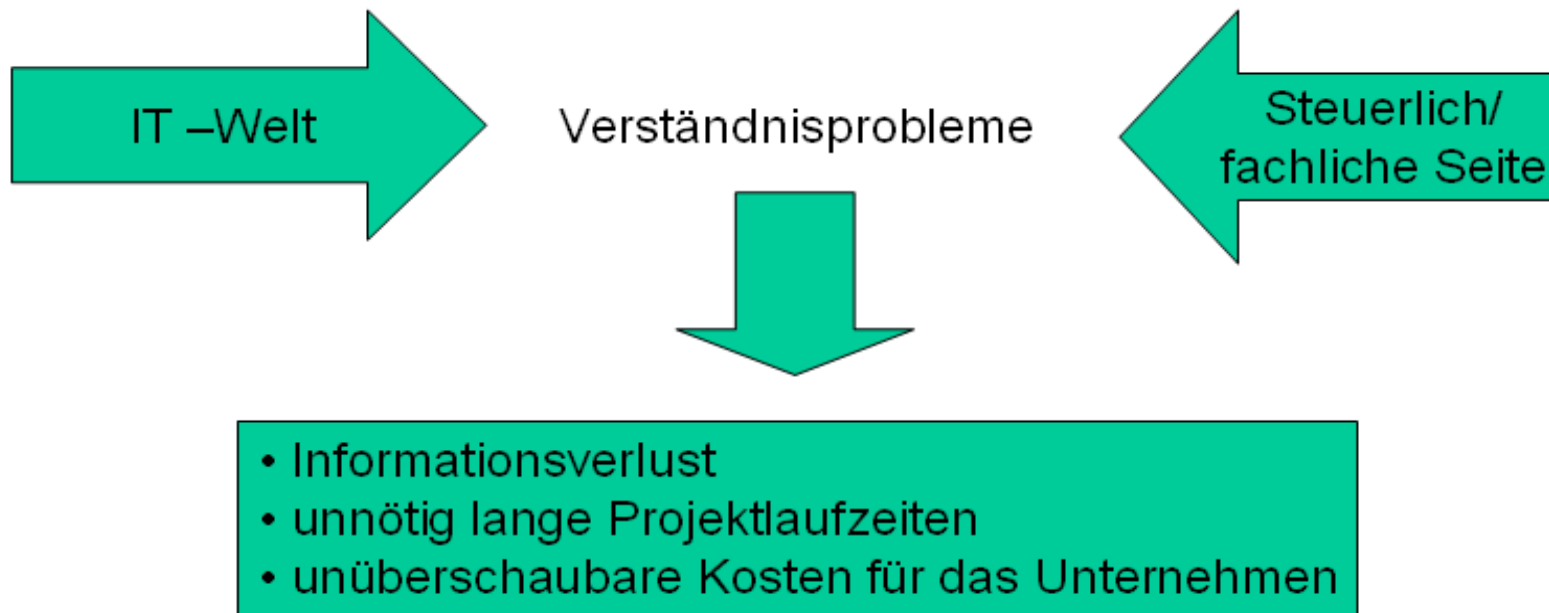 IT –Welt
Verständnisprobleme
Steuerlich/
fachliche Seite
• Informationsverlust
• unnötig lange Projektlaufzeiten
• unüberschaubare Kosten für das Unternehmen